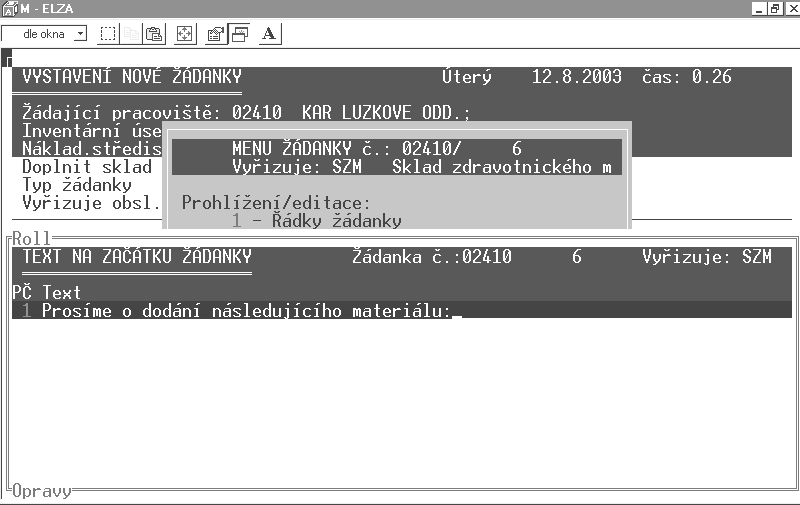 M - ELZA
dle okna
A
VYSTAVENÍ NOVÉ ŽÁDANKY Úterý 12.8.2003 čas: 0.26
Žádající pracoviště: 02410 KAR LUZKOVE ODD.;
Inventární úse
Náklad.středis
Doplnit sklad
Typ žádanky
Vyřizuje obsl.
MENU ŽÁDANKY č.: 02410/ 6
Vyřizuje: SZM Sklad zdravotnického m
Prohlížení/editace:
1 - Řádky žádanky
Roll
TEXT NA ZAČÁTKU ŽÁDANKY Žádanka č.:02410 6 Vyřizuje: SZM
PČ Text
1 Prosíme o dodání následujícího materiálu:_
Opravy